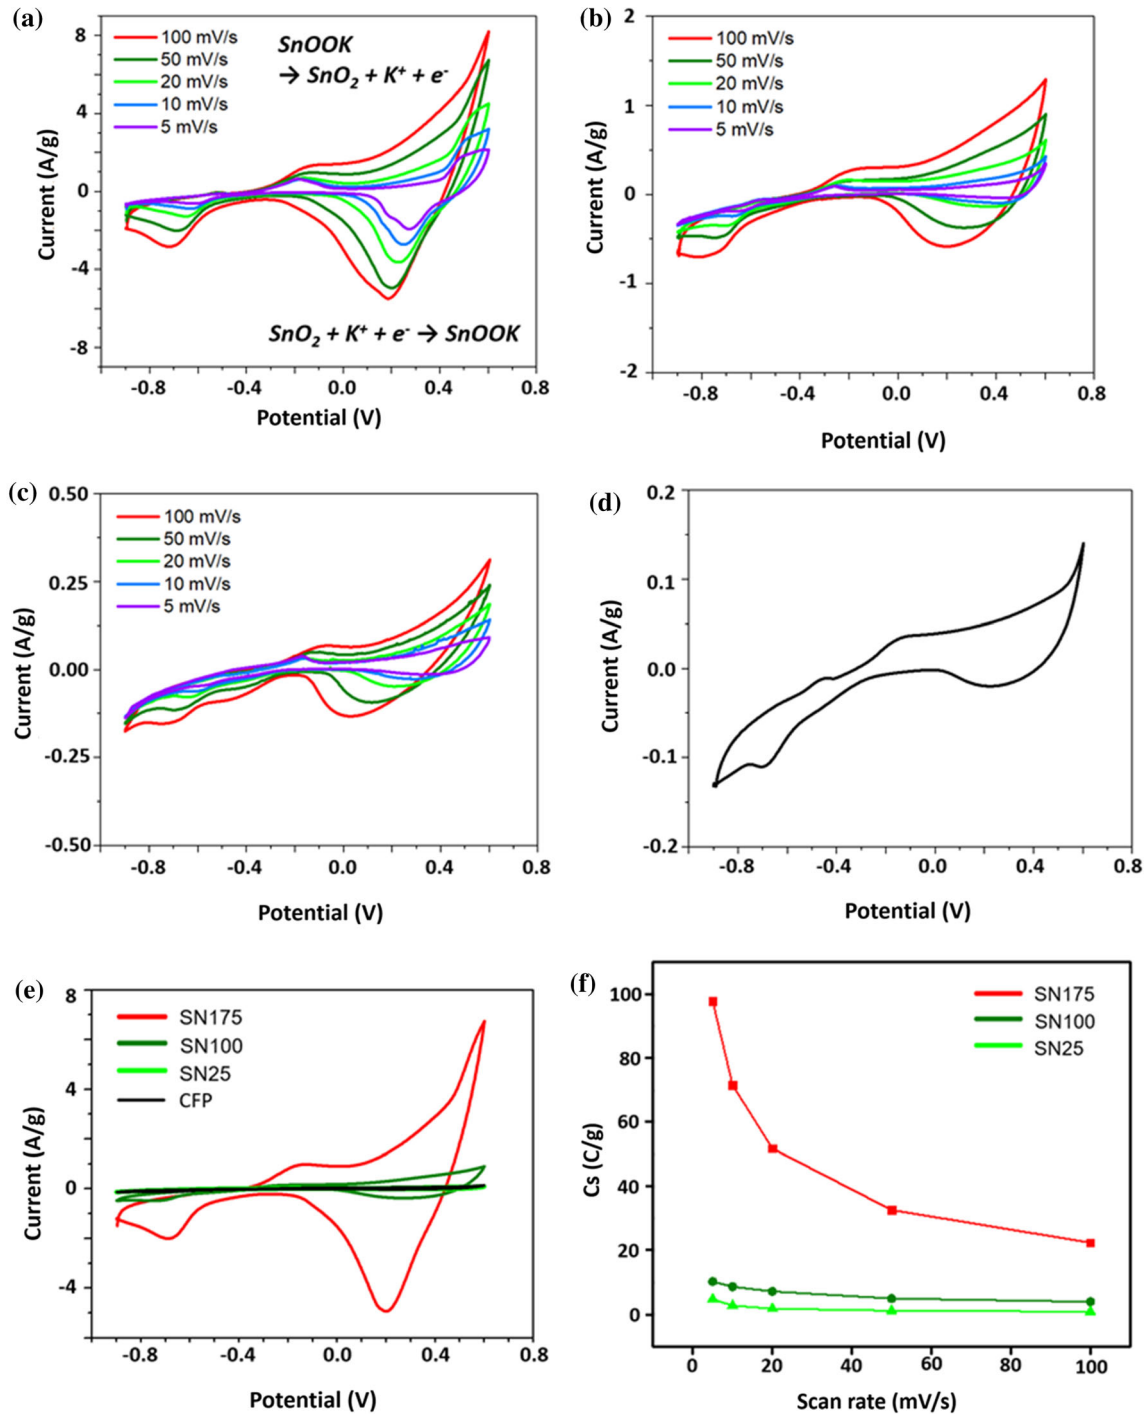 (a)
8
4
0
-4
-8
Current (A/g)
100 mV/s
50 mV/s
20 mV/s
10 mV/s
5 mV/s
SnOOK
→ SnO₂ + K⁺ + e⁻
SnO₂ + K⁺ + e⁻ → SnOOK
-0.8 -0.4 0.0 0.4 0.8
Potential (V)
(b)
2
1
0
-1
-2
Current (A/g)
100 mV/s
50 mV/s
20 mV/s
10 mV/s
5 mV/s
-0.8 -0.4 0.0 0.4 0.8
Potential (V)
(c)
0.50
0.25
0.00
-0.25
-0.50
Current (A/g)
100 mV/s
50 mV/s
20 mV/s
10 mV/s
5 mV/s
-0.8 -0.4 0.0 0.4 0.8
Potential (V)
(d)
0.2
0.1
0.0
-0.1
-0.2
Current (A/g)
-0.8 -0.4 0.0 0.4 0.8
Potential (V)
(e)
8
4
0
-4
Current (A/g)
SN175
SN100
SN25
CFP
-0.8 -0.4 0.0 0.4 0.8
Potential (V)
(f)
100
80
60
40
20
0
Cs (C/g)
SN175
SN100
SN25
0 20 40 60 80 100
Scan rate (mV/s)